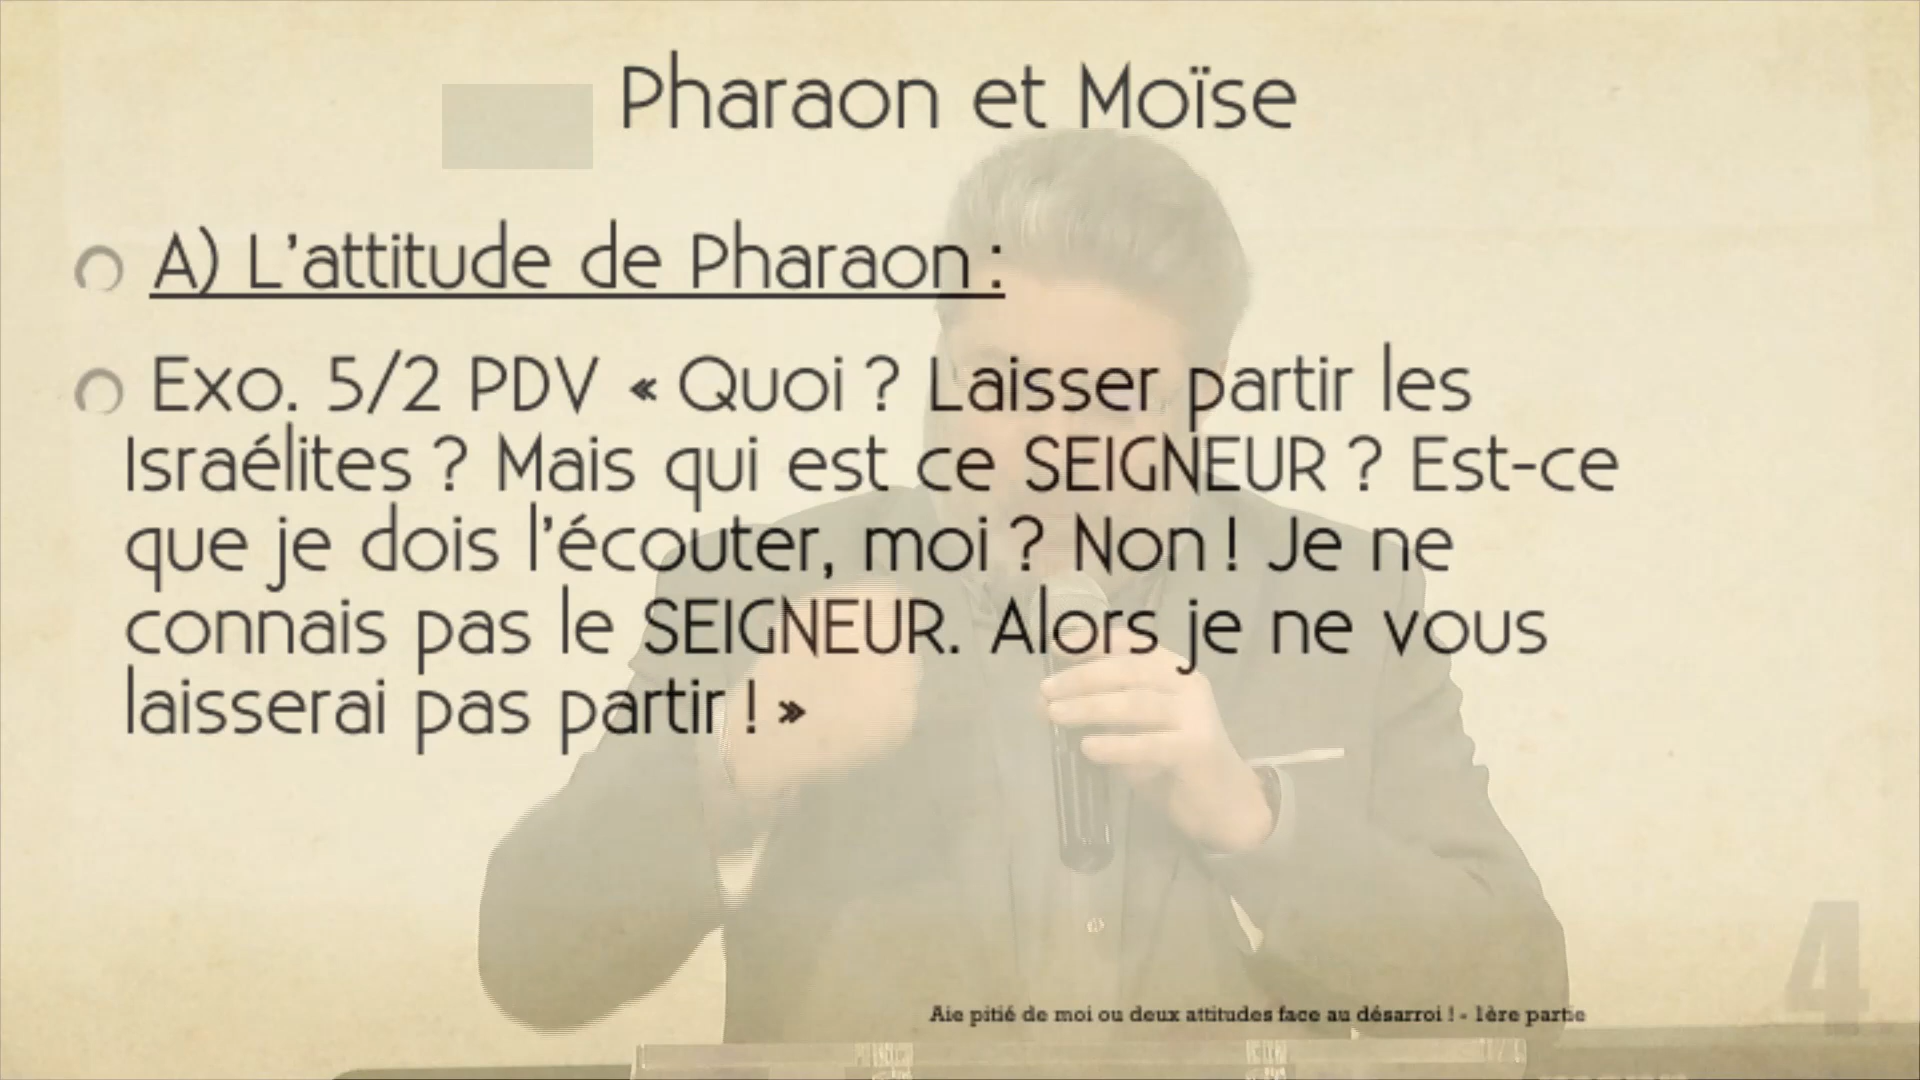 Pharaon et Moïse
A) L'attitude de Pharaon :
Exo. 5/2 PDV « Quoi ? Laisser partir les
Israélites ? Mais qui est ce SEIGNEUR ? Est-ce
que je dois l'écouter, moi ? Non ! Je ne
connais pas le SEIGNEUR. Alors je ne vous
laisserai pas partir ! »
Aie pitié de moi ou deux attitudes face au désarroi ! - 1ère partie
4